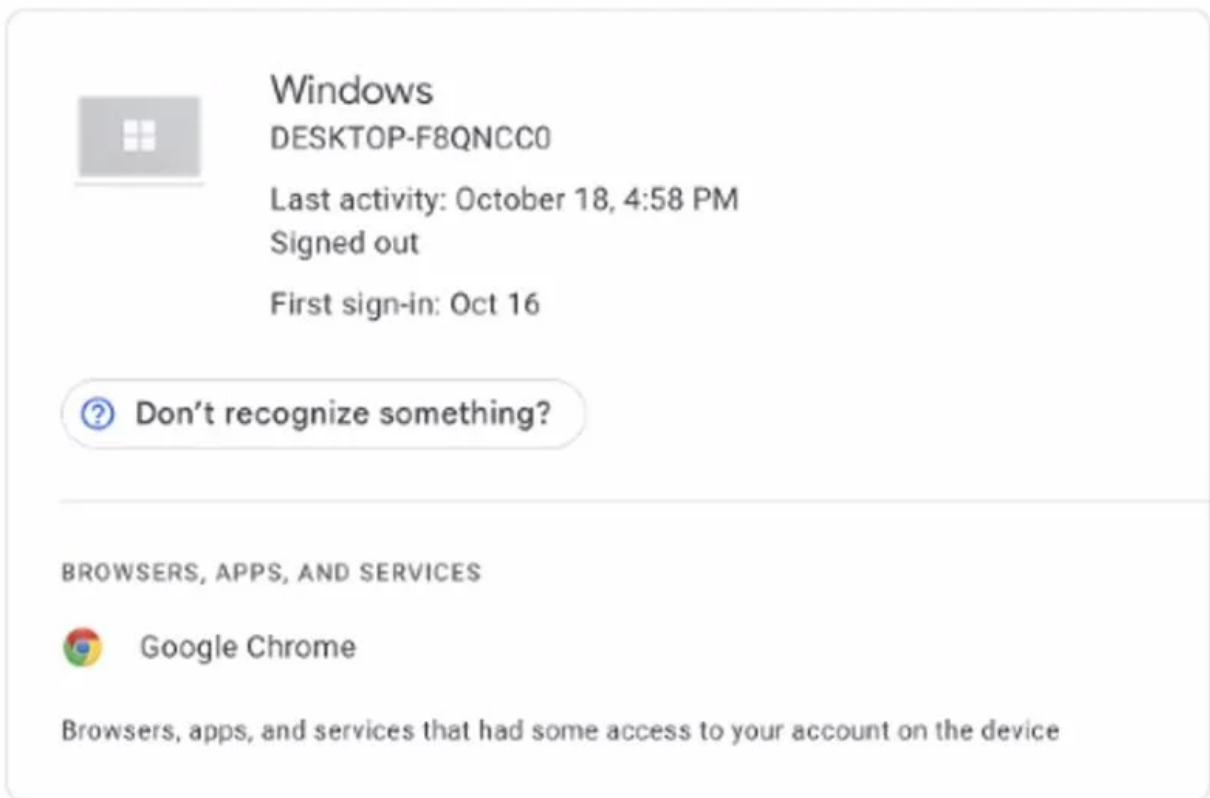 Windows
DESKTOP-F8QNCC0
Last activity: October 18, 4:58 PM
Signed out
First sign-in: Oct 16
Don't recognize something?
BROWSERS, APPS, AND SERVICES
Google Chrome
Browsers, apps, and services that had some access to your account on the device